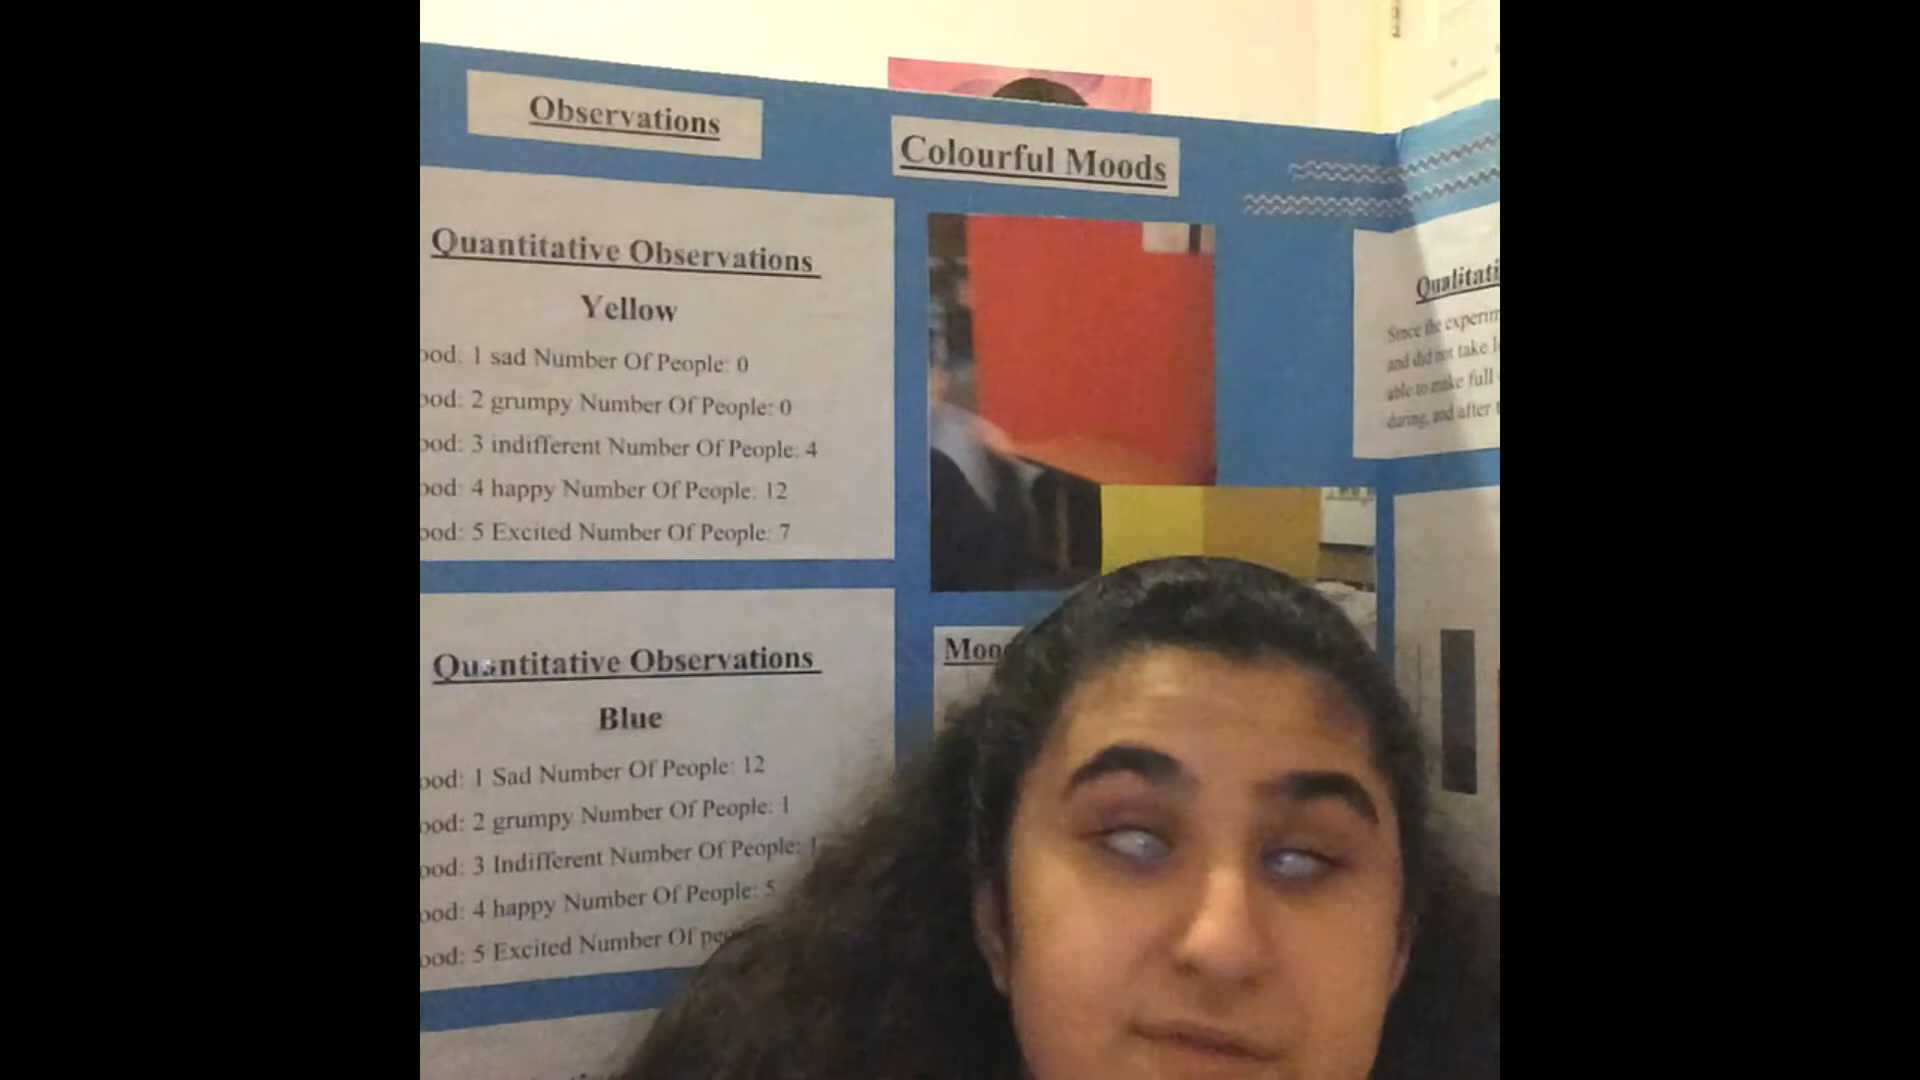 Observations
Colourful Moods
Quantitative Observations
Yellow
ood: 1 sad Number Of People: 0
ood: 2 grumpy Number Of People: 0
ood: 3 indifferent Number Of People: 4
ood: 4 happy Number Of People: 12
ood: 5 Excited Number Of People: 7
Quantitative Observations
Blue
ood: 1 Sad Number Of People: 12
ood: 2 grumpy Number Of People: 1
ood: 3 Indifferent Number Of People: 1
ood: 4 happy Number Of People: 5
ood: 5 Excited Number Of
Moo
Qualitati
Since the experim
and did not take l
able to make full
during, and after t